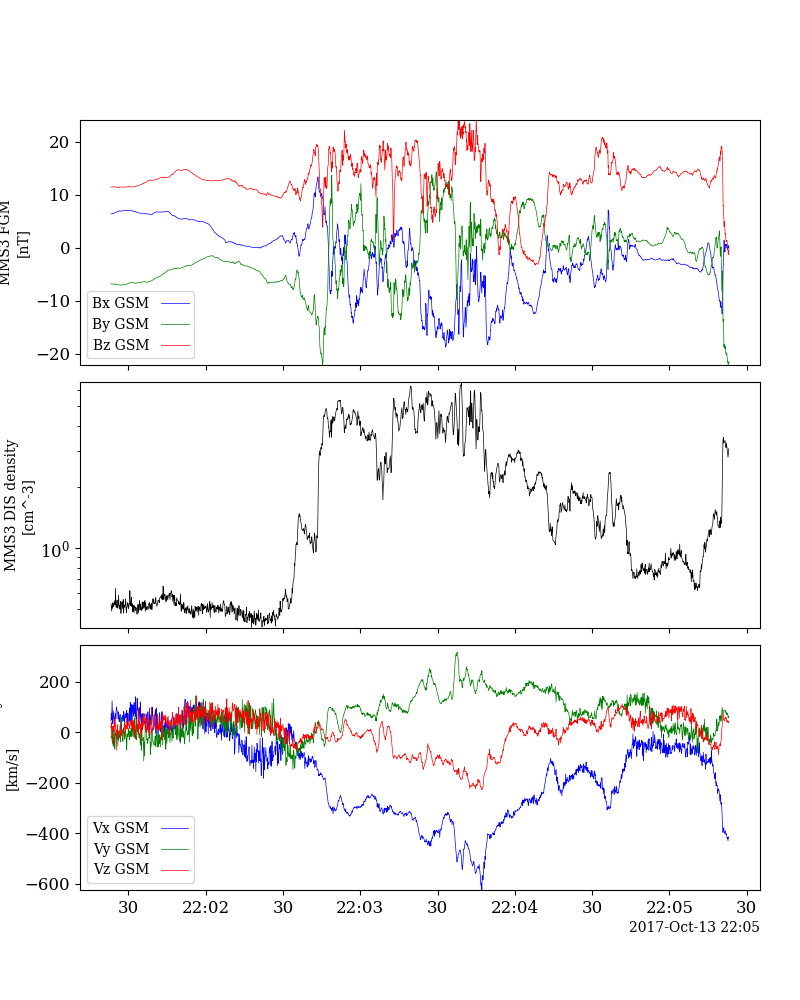 20
10
0
−10
−20
MMS3 FGM
[nT]
Bx GSM
By GSM
Bz GSM
10^0
MMS3 DIS density
[cm^-3]
200
0
−200
−400
−600
[km/s]
Vx GSM
Vy GSM
Vz GSM
30 22:02 30 22:03 30 22:04 30 22:05 30
2017-Oct-13 22:05